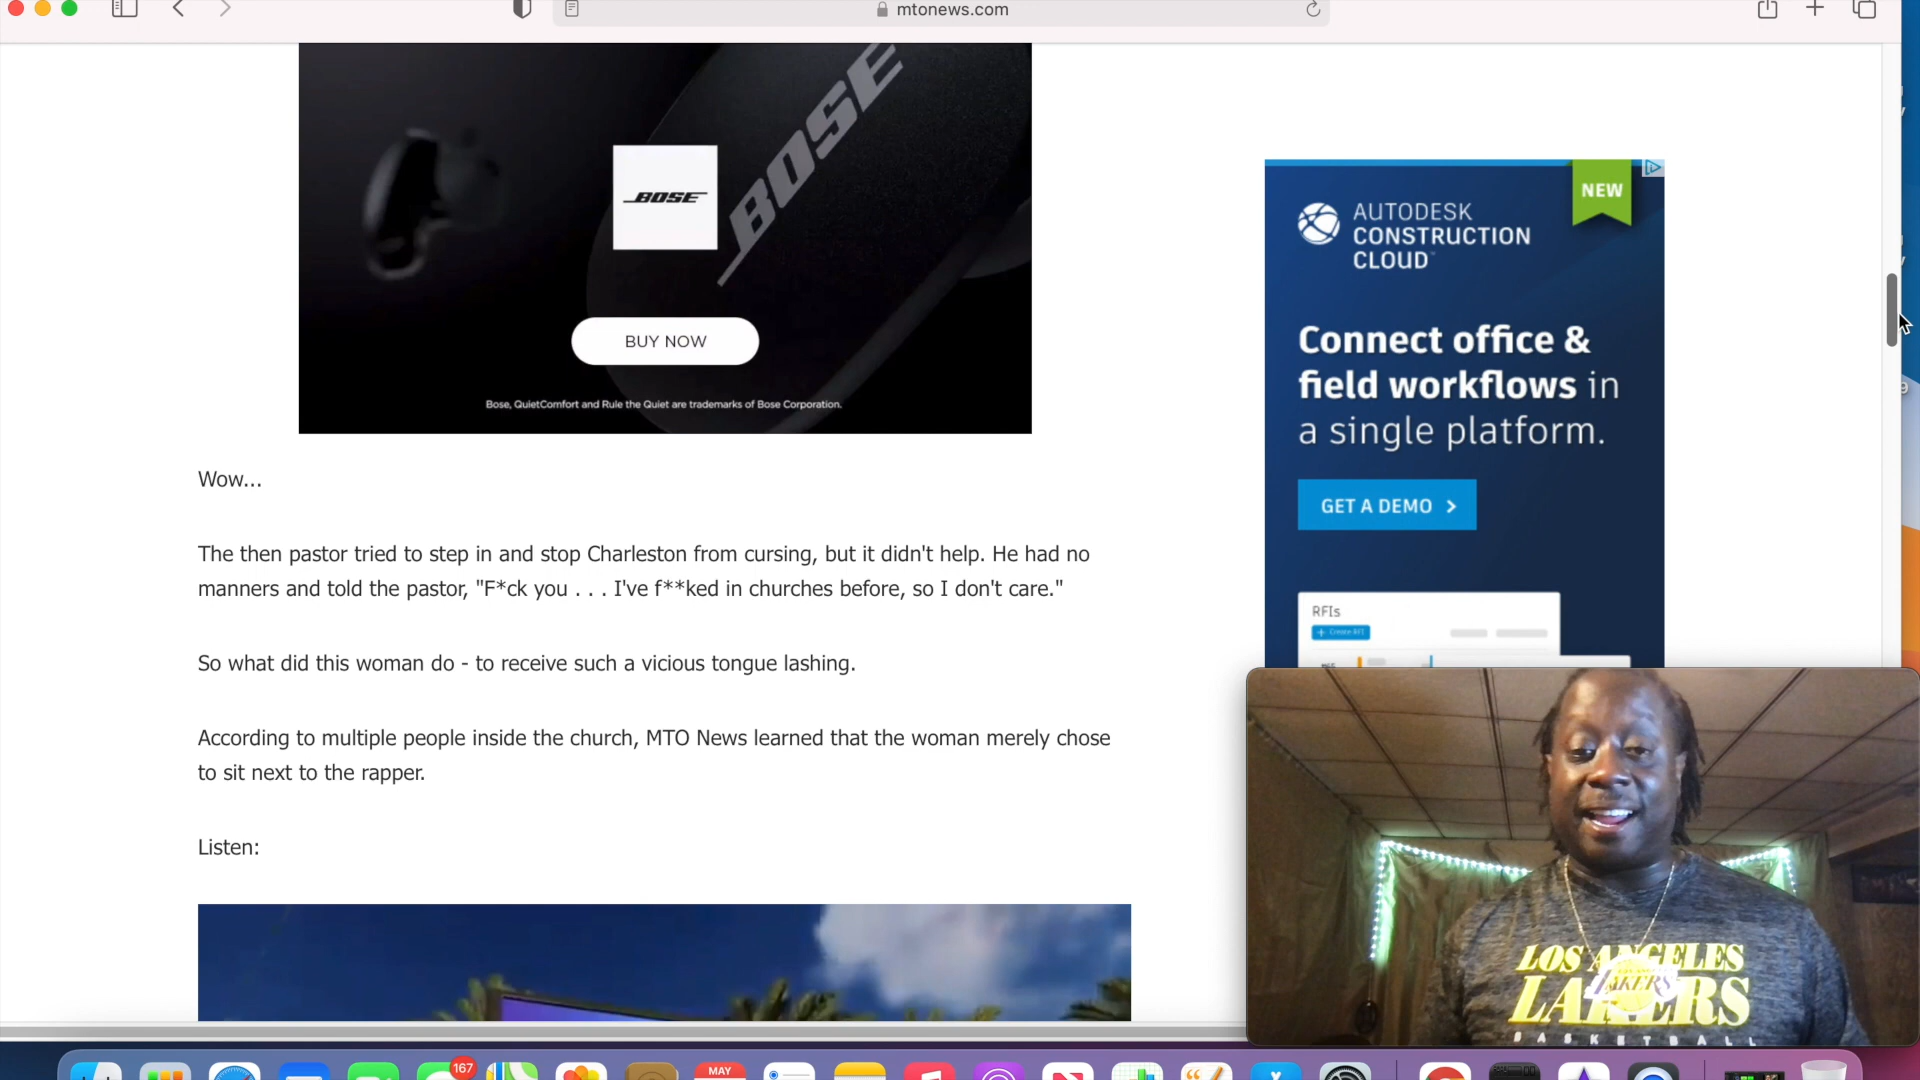 mtonews.com
BOSE
BOSE
BUY NOW
Bose, QuietComfort and Rule the Quiet are trademarks of Bose Corporation.
Wow...
The then pastor tried to step in and stop Charleston from cursing, but it didn't help. He had no
manners and told the pastor, "F*ck you . . . I've f**ked in churches before, so I don't care."
So what did this woman do - to receive such a vicious tongue lashing.
According to multiple people inside the church, MTO News learned that the woman merely chose
to sit next to the rapper.
Listen:
NEW
AUTODESK
CONSTRUCTION
CLOUD
Connect office &
field workflows in
a single platform.
GET A DEMO >
RFIs
+ Create RFI
LOS ANGELES
LAKERS
LAKERS
BASKETBALL
167
MAY